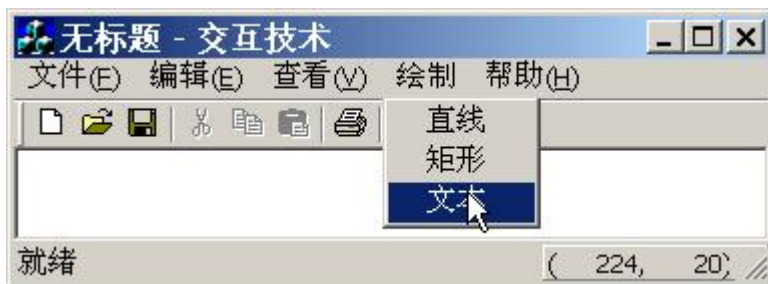 无标题 - 交互技术
文件(F) 编辑(E) 查看(V) 绘制 帮助(H)
直线
矩形
文本
就绪 ( 224, 20)